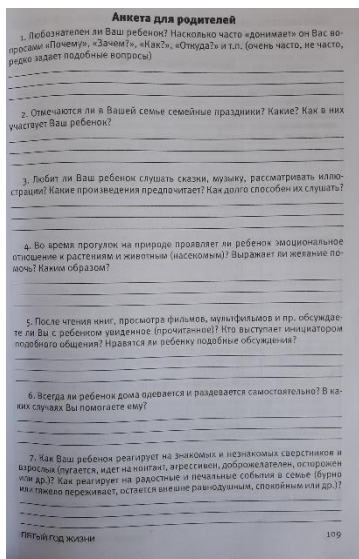 Анкета для родителей
1. Любознателен ли Ваш ребенок? Насколько часто «донимает» он Вас во-
просами «Почему», «Зачем?», «Как?», «Откуда?» и т.п. (очень часто, не часто,
редко задает подобные вопросы)
2. Отмечаются ли в Вашей семье семейные праздники? Какие? Как в них
участвует Ваш ребенок?
3. Любит ли Ваш ребенок слушать сказки, музыку, рассматривать иллю-
страции? Какие произведения предпочитает? Как долго способен их слушать?
4. Во время прогулок на природе проявляет ли ребенок эмоциональное
отношение к растениям и животным (насекомым)? Выражает ли желание по-
мочь? Каким образом?
5. После чтения книг, просмотра фильмов, мультфильмов и пр. обсуждае-
те ли Вы с ребенком увиденное (прочитанное)? Кто выступает инициатором
подобного общения? Нравятся ли ребенку подобные обсуждения?
6. Всегда ли ребенок дома одевается и раздевается самостоятельно? В ка-
ких случаях Вы помогаете ему?
7. Как Ваш ребенок реагирует на знакомых и незнакомых сверстников и
взрослых (пугается, идет на контакт, агрессивен, доброжелателен, осторожен
или др.)? Как реагирует на радостные и печальные события в семье (бурно
или тяжело переживает, остается внешне равнодушным, спокойным или др.)?
ПЯТЫЙ ГОД ЖИЗНИ
109